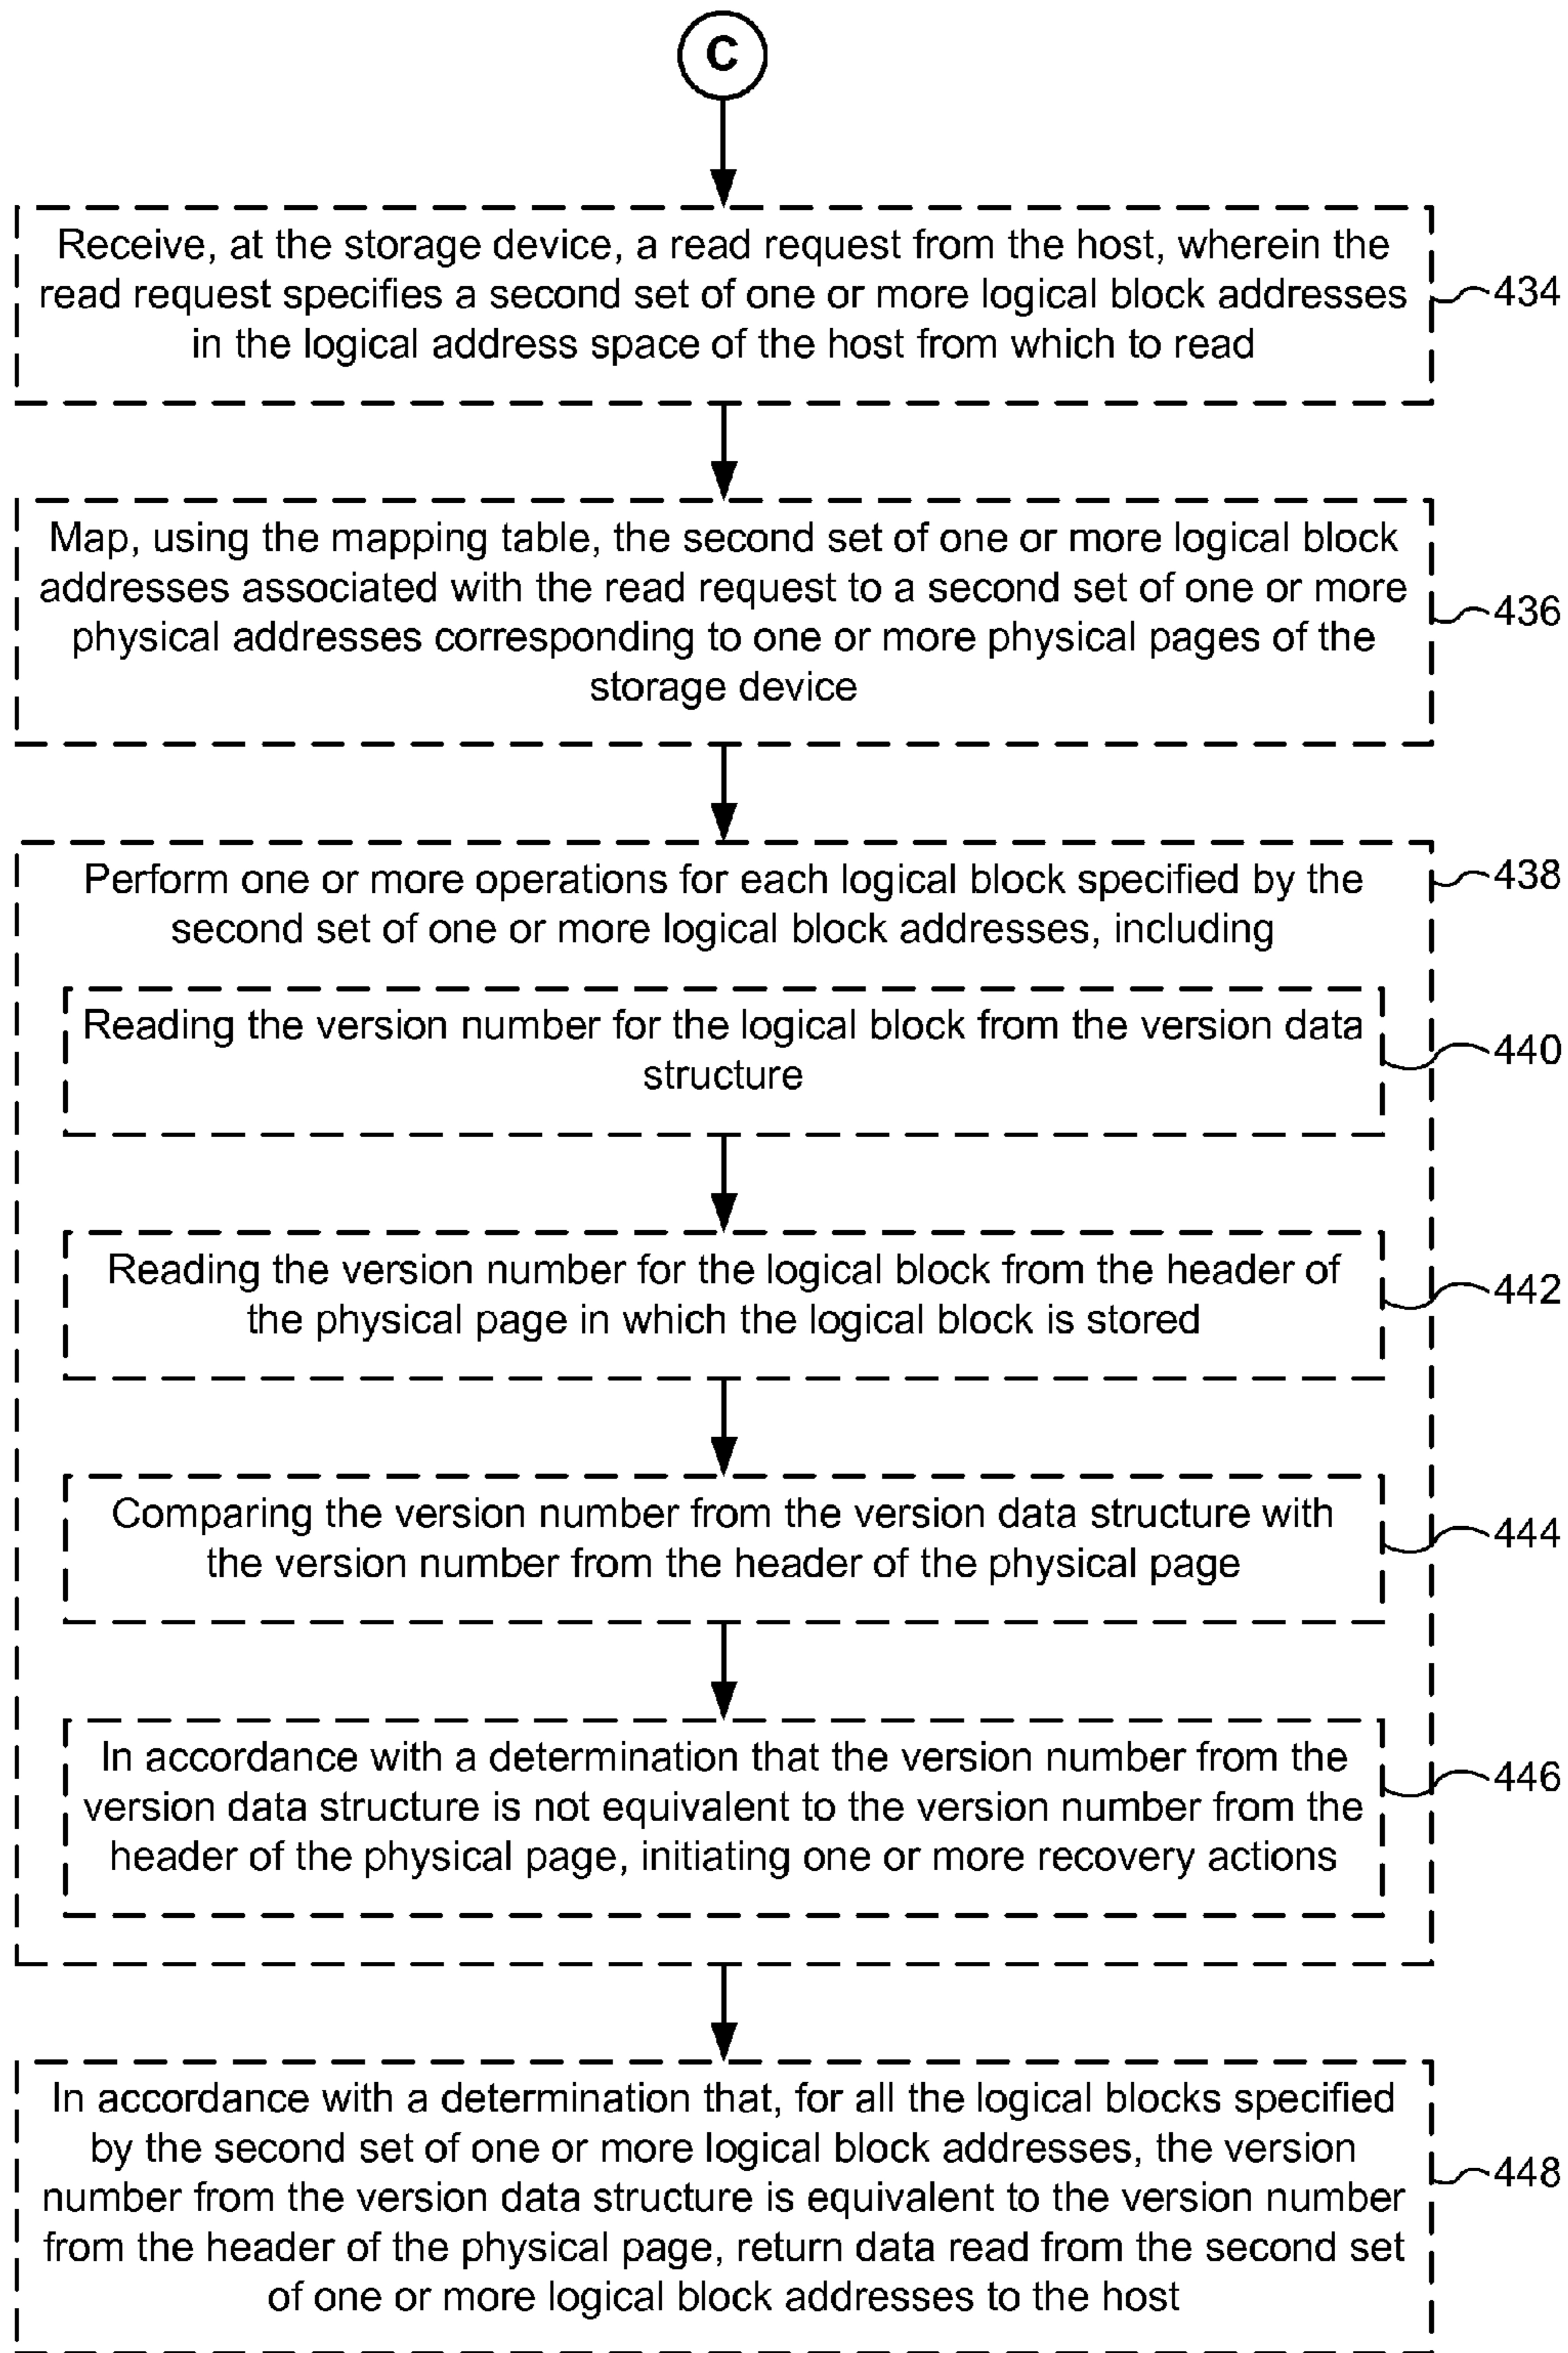 C
Receive, at the storage device, a read request from the host, wherein the
read request specifies a second set of one or more logical block addresses
in the logical address space of the host from which to read
434
Map, using the mapping table, the second set of one or more logical block
addresses associated with the read request to a second set of one or more
physical addresses corresponding to one or more physical pages of the
storage device
436
Perform one or more operations for each logical block specified by the
second set of one or more logical block addresses, including
438
Reading the version number for the logical block from the version data
structure
440
Reading the version number for the logical block from the header of
the physical page in which the logical block is stored
442
Comparing the version number from the version data structure with
the version number from the header of the physical page
444
In accordance with a determination that the version number from the
version data structure is not equivalent to the version number from the
header of the physical page, initiating one or more recovery actions
446
In accordance with a determination that, for all the logical blocks specified
by the second set of one or more logical block addresses, the version
number from the version data structure is equivalent to the version number
from the header of the physical page, return data read from the second set
of one or more logical block addresses to the host
448